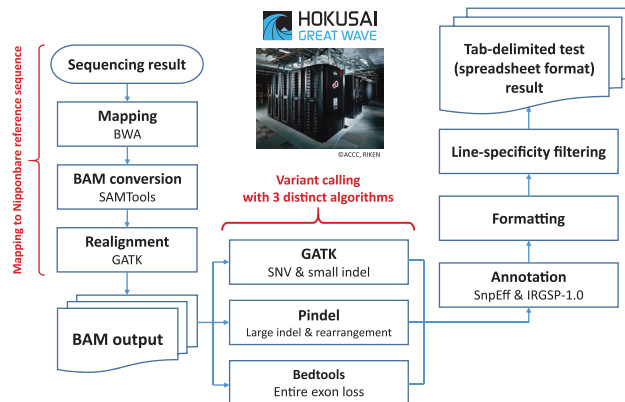 HOKUSAI
GREAT WAVE
©ACCC, RIKEN
Mapping to Nipponbare reference sequence
Sequencing result
Mapping
BWA
BAM conversion
SAMTools
Realignment
GATK
BAM output
Variant calling
with 3 distinct algorithms
GATK
SNV & small indel
Pindel
Large indel & rearrangement
Bedtools
Entire exon loss
Annotation
SnpEff & IRGSP-1.0
Formatting
Line-specificity filtering
Tab-delimited test
(spreadsheet format)
result